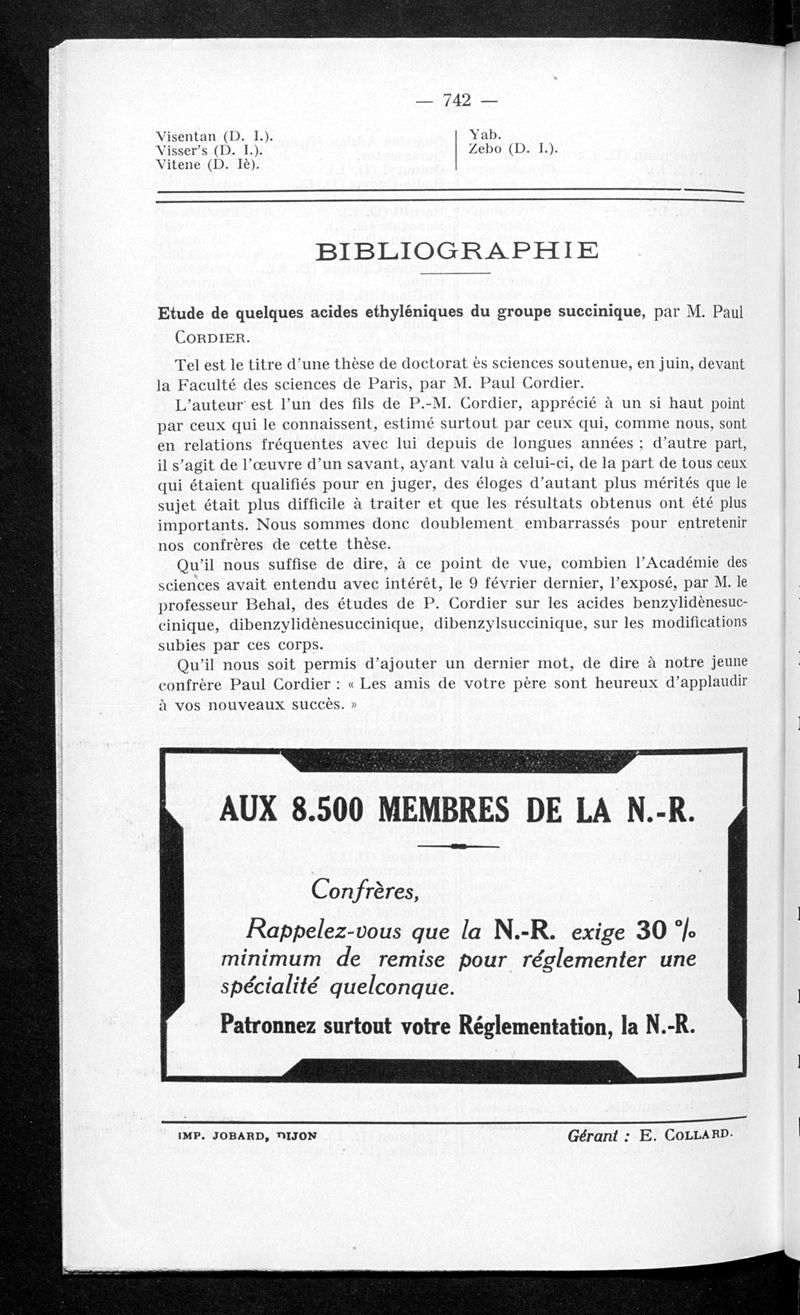 — 742 —
Visentan (D. I.).
Visser's (D. I.).
Vitene (D. Iè).
Yab.
Zebo (D. I.).
BIBLIOGRAPHIE
Etude de quelques acides ethyléniques du groupe succinique, par M. Paul
CORDIER.
Tel est le titre d'une thèse de doctorat ès sciences soutenue, en juin, devant
la Faculté des sciences de Paris, par M. Paul Cordier.
L'auteur est l'un des fils de P.-M. Cordier, apprécié à un si haut point
par ceux qui le connaissent, estimé surtout par ceux qui, comme nous, sont
en relations fréquentes avec lui depuis de longues années ; d'autre part,
il s'agit de l'œuvre d'un savant, ayant valu à celui-ci, de la part de tous ceux
qui étaient qualifiés pour en juger, des éloges d'autant plus mérités que le
sujet était plus difficile à traiter et que les résultats obtenus ont été plus
importants. Nous sommes donc doublement embarrassés pour entretenir
nos confrères de cette thèse.
Qu'il nous suffise de dire, à ce point de vue, combien l'Académie des
sciences avait entendu avec intérêt, le 9 février dernier, l'exposé, par M. le
professeur Behal, des études de P. Cordier sur les acides benzylidènesuc-
cinique, dibenzylidènesuccinique, dibenzylsuccinique, sur les modifications
subies par ces corps.
Qu'il nous soit permis d'ajouter un dernier mot, de dire à notre jeune
confrère Paul Cordier : « Les amis de votre père sont heureux d'applaudir
à vos nouveaux succès. »
AUX 8.500 MEMBRES DE LA N.-R.
Confrères,
Rappelez-vous que la N.-R. exige 30 %
minimum de remise pour réglementer une
spécialité quelconque.
Patronnez surtout votre Réglementation, la N.-R.
IMP. JOBARD, DIJON
Gérant : E. COLLARD.